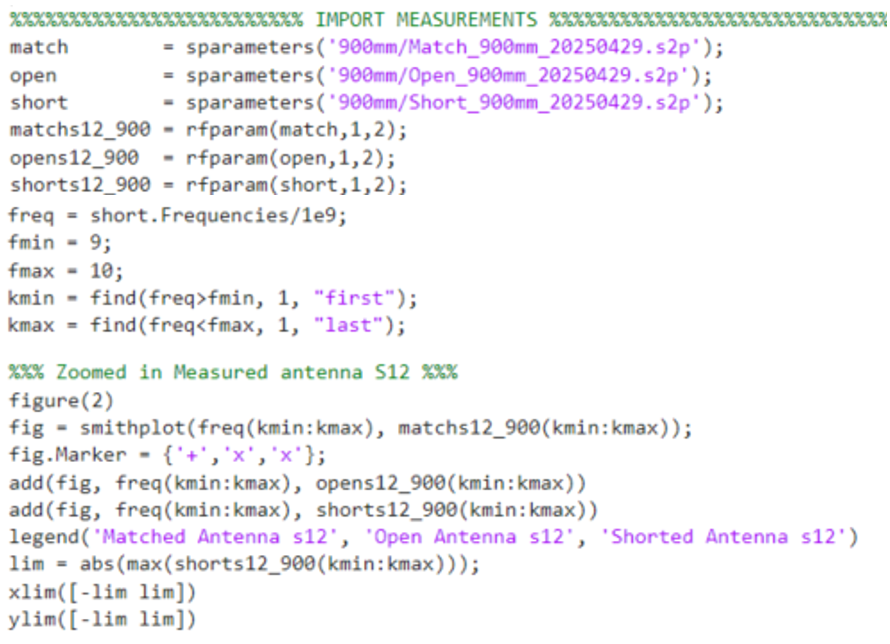 %%%%%%%%%%%%%%%%%%%%%%%%% IMPORT MEASUREMENTS %%%%%%%%%%%%%%%%%%%%%%%%%%%%%
match        = sparameters('900mm/Match_900mm_20250429.s2p');
open         = sparameters('900mm/Open_900mm_20250429.s2p');
short        = sparameters('900mm/Short_900mm_20250429.s2p');
matchs12_900 = rfparam(match,1,2);
opens12_900  = rfparam(open,1,2);
shorts12_900 = rfparam(short,1,2);
freq = short.Frequencies/1e9;
fmin = 9;
fmax = 10;
kmin = find(freq>fmin, 1, "first");
kmax = find(freq<fmax, 1, "last");
%%% Zoomed in Measured antenna S12 %%%
figure(2)
fig = smithplot(freq(kmin:kmax), matchs12_900(kmin:kmax));
fig.Marker = {'+','x','x'};
add(fig, freq(kmin:kmax), opens12_900(kmin:kmax))
add(fig, freq(kmin:kmax), shorts12_900(kmin:kmax))
legend('Matched Antenna s12', 'Open Antenna s12', 'Shorted Antenna s12')
lim = abs(max(shorts12_900(kmin:kmax)));
xlim([-lim lim])
ylim([-lim lim])